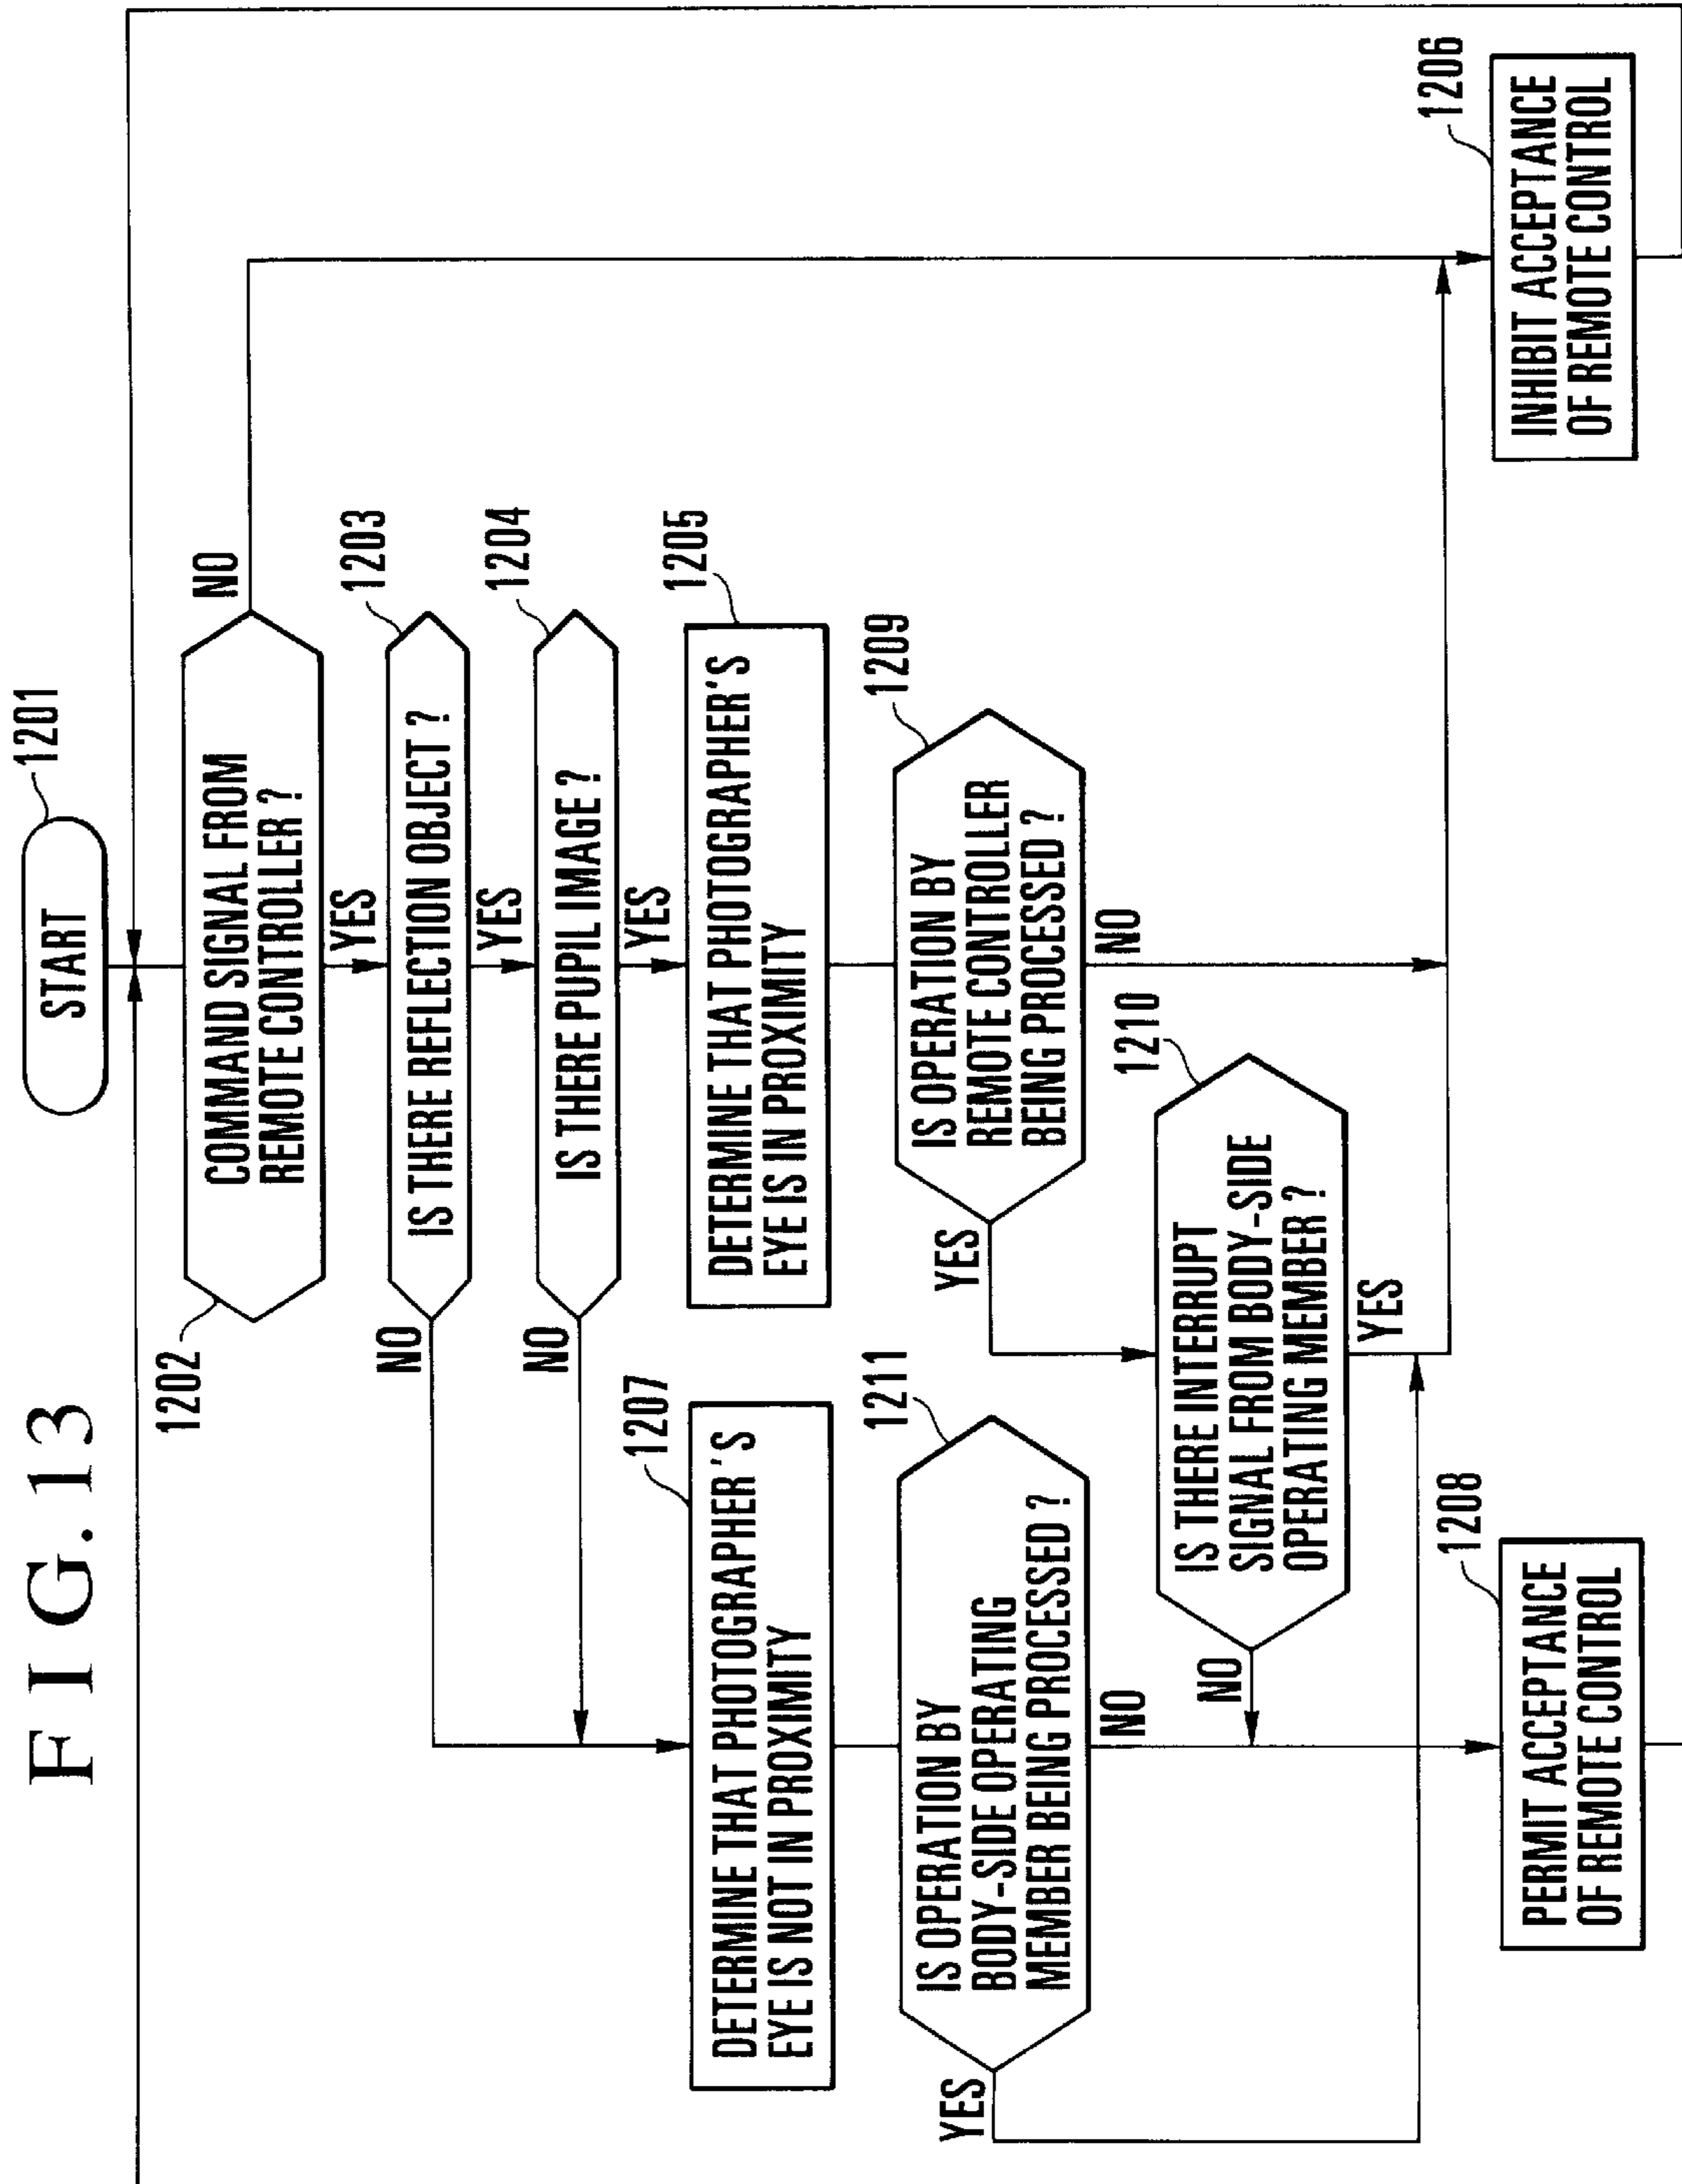 FIG.13
START
1201
COMMAND SIGNAL FROM
REMOTE CONTROLLER ?
1202
NO
YES
IS THERE REFLECTION OBJECT ?
1203
NO
YES
IS THERE PUPIL IMAGE ?
1204
NO
YES
DETERMINE THAT PHOTOGRAPHER'S
EYE IS IN PROXIMITY
1205
DETERMINE THAT PHOTOGRAPHER'S
EYE IS NOT IN PROXIMITY
1207
IS OPERATION BY
REMOTE CONTROLLER
BEING PROCESSED ?
1209
YES
NO
IS OPERATION BY
BODY-SIDE OPERATING
MEMBER BEING PROCESSED ?
1211
YES
NO
IS THERE INTERRUPT
SIGNAL FROM BODY-SIDE
OPERATING MEMBER ?
1210
NO
YES
PERMIT ACCEPTANCE
OF REMOTE CONTROL
1208
INHIBIT ACCEPTANCE
OF REMOTE CONTROL
1206